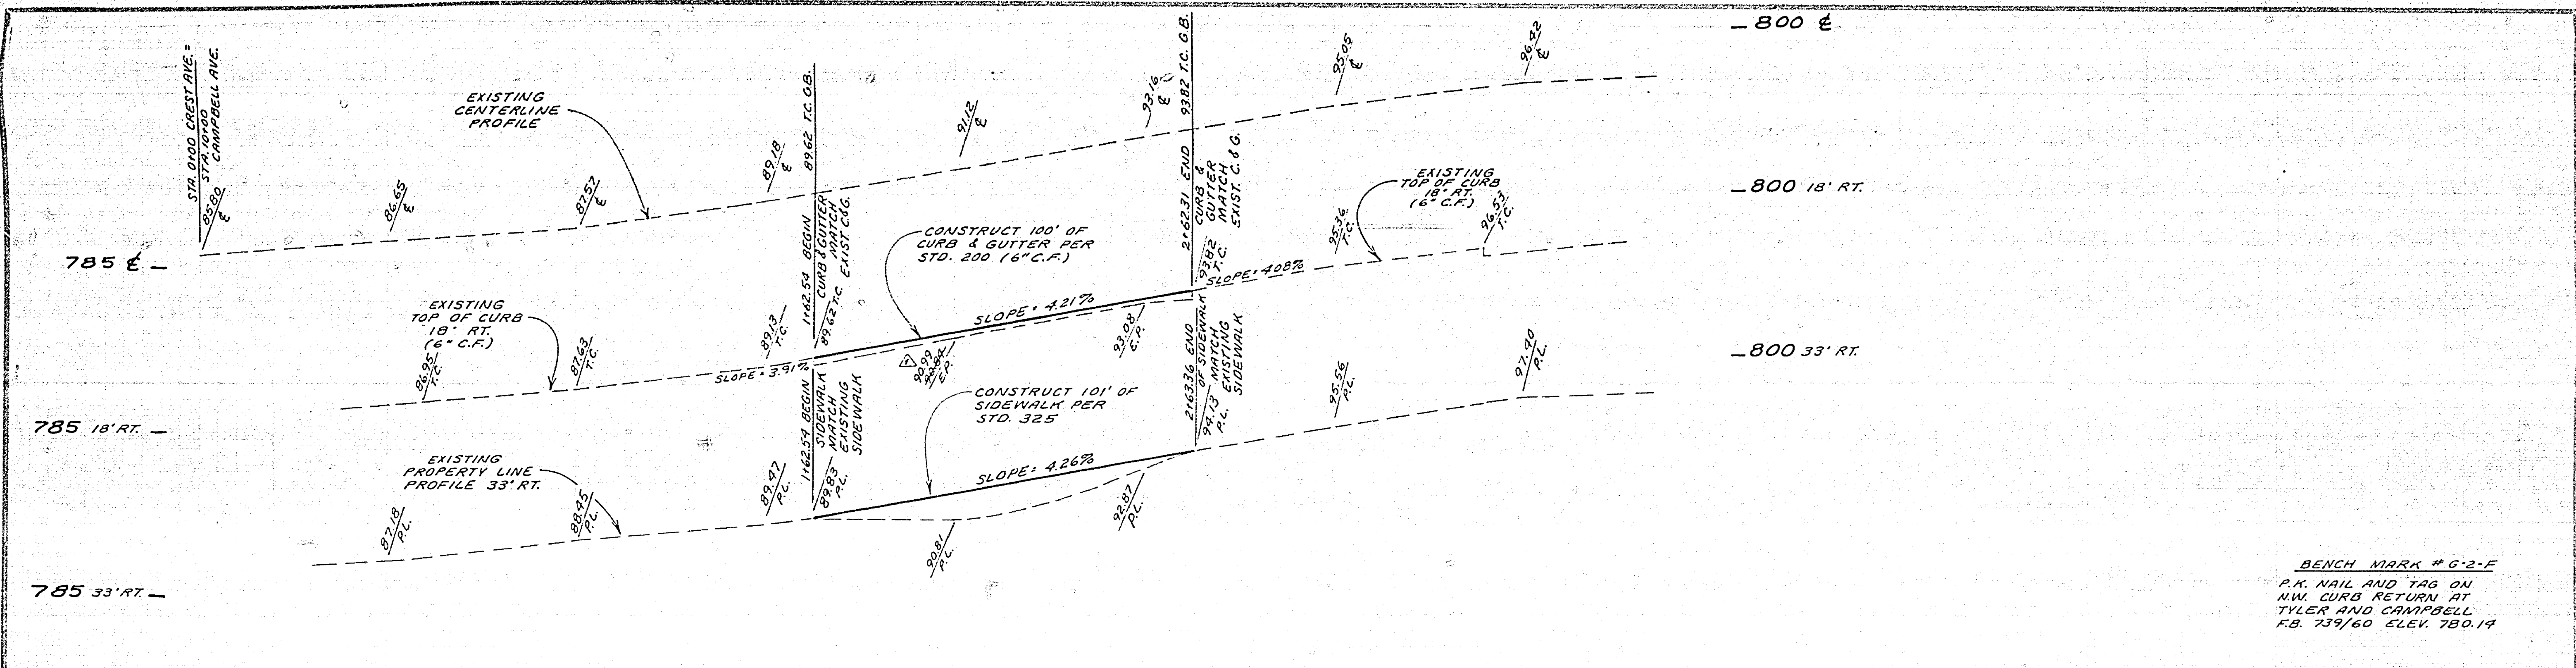 800 ℄
STA. 0+00 CREST AVE. =
STA. 10+00
CAMPBELL AVE.
85.80
℄
86.65
℄
87.57
℄
EXISTING
CENTERLINE
PROFILE
89.18
℄
89.62 T.C. G.B.
91.12
℄
93.16
℄
93.82 T.C. G.B.
95.05
℄
96.42
℄
785 ℄
800 18' RT.
EXISTING
TOP OF CURB
18' RT.
(6" C.F.)
86.95
T.C.
87.63
T.C.
89.13
T.C.
SLOPE = 3.91%
1+62.54 BEGIN
CURB & GUTTER
MATCH
EXIST C.&G.
89.62 T.C.
CONSTRUCT 100' OF
CURB & GUTTER PER
STD. 200 (6" C.F.)
SLOPE = 4.21%
1
90.99
E.P.
93.08
E.P.
2+62.31 END
CURB &
GUTTER
MATCH
EXIST. C. & G.
93.82
T.C.
SLOPE = 4.08%
95.36
T.C.
EXISTING
TOP OF CURB
18' RT.
(6" C.F.)
96.53
T.C.
785 18' RT.
800 33' RT.
EXISTING
PROPERTY LINE
PROFILE 33' RT.
87.18
P.L.
88.45
P.L.
89.47
P.L.
1+62.54 BEGIN
SIDEWALK
MATCH
EXISTING
SIDEWALK
89.83
P.L.
CONSTRUCT 101' OF
SIDEWALK PER
STD. 325
SLOPE = 4.26%
90.81
P.L.
92.87
P.L.
2+63.36 END
OF SIDEWALK
MATCH
EXISTING
SIDEWALK
94.13
P.L.
95.56
P.L.
97.40
P.L.
785 33' RT.
BENCH MARK # G-2-F
P.K. NAIL AND TAG ON
N.W. CURB RETURN AT
TYLER AND CAMPBELL
F.B. 739/60 ELEV. 780.14